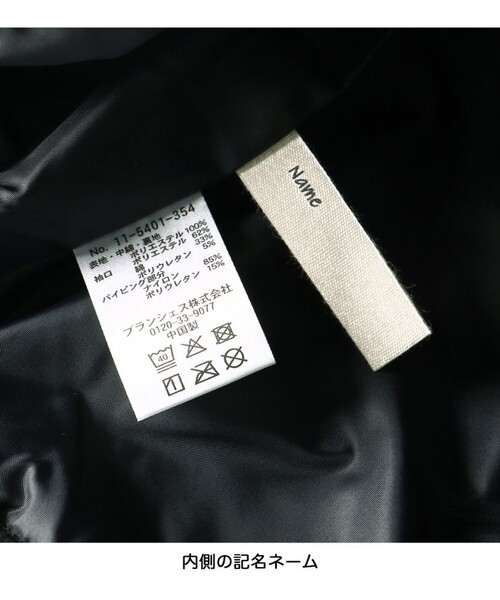 No. 11-5401-354
表地・中綿・裏地
ポリエステル 100%
袖口 ポリエステル 62%
綿 33%
ポリウレタン 5%
パイピング部分
ナイロン 85%
ポリウレタン 15%
ブランシェス株式会社
0120-33-9077
中国製
40
Name
内側の記名ネーム